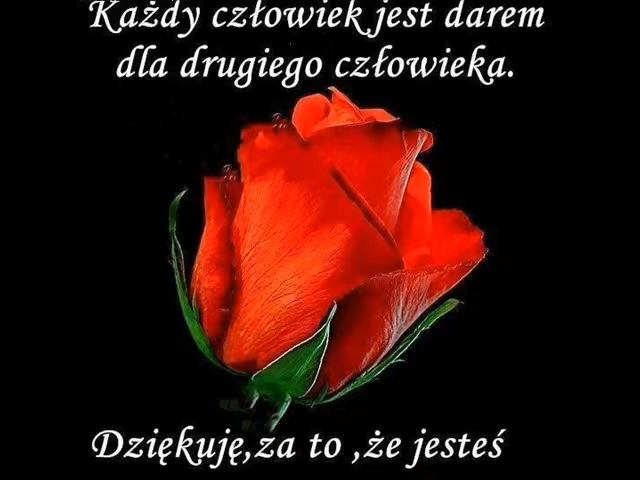 Każdy człowiek jest darem
dla drugiego człowieka.
Dziękuję,za to ,że jesteś